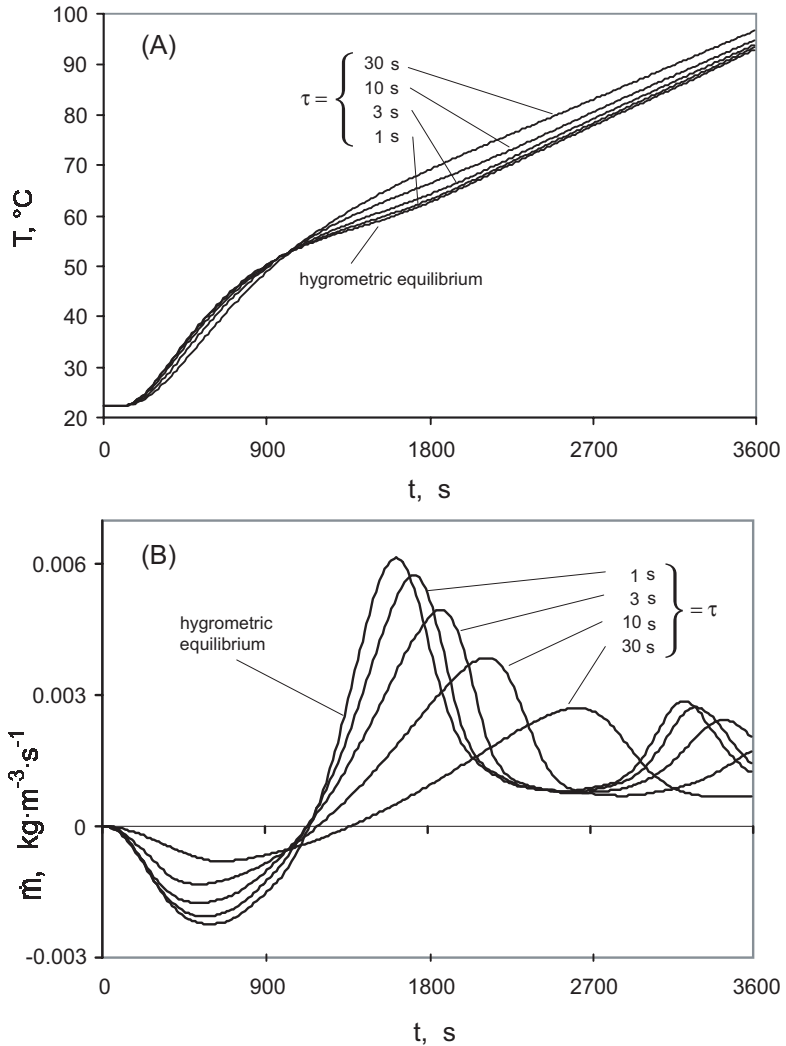 (A)
100
90
80
70
60
50
40
30
20
T, °C
τ =
30 s
10 s
3 s
1 s
hygrometric equilibrium
0 900 1800 2700 3600
t, s
(B)
0.006
0.003
0
-0.003
ṁ, kg·m⁻³·s⁻¹
hygrometric
equilibrium
1 s
3 s
10 s
30 s
= τ
0 900 1800 2700 3600
t, s